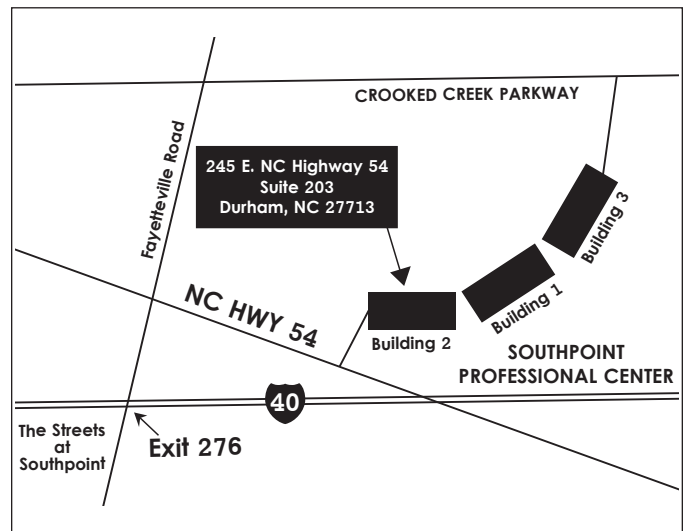 CROOKED CREEK PARKWAY
Fayetteville Road
245 E. NC Highway 54
Suite 203
Durham, NC 27713
Building 3
Building 1
NC HWY 54
Building 2
SOUTHPOINT
PROFESSIONAL CENTER
40
The Streets
at
Southpoint
Exit 276